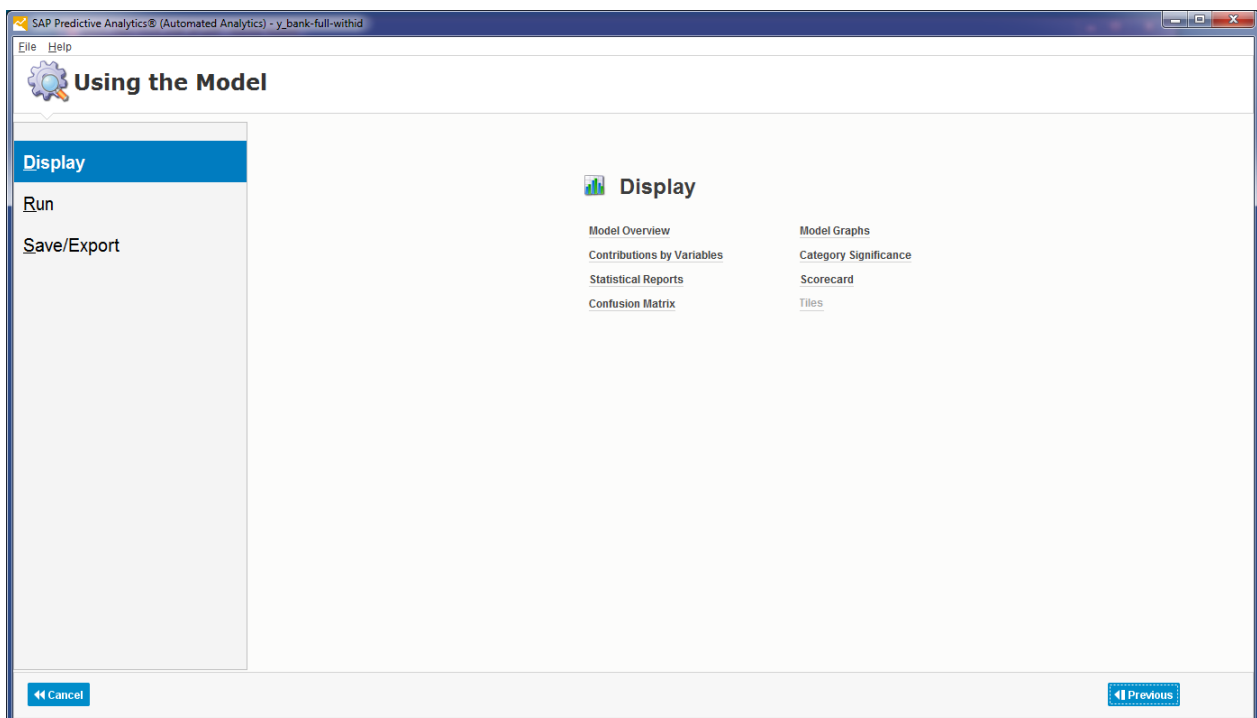 SAP Predictive Analytics® (Automated Analytics) - y_bank-full-withid
File Help
Using the Model
Display
Run
Save/Export
Display
Model Overview Model Graphs
Contributions by Variables Category Significance
Statistical Reports Scorecard
Confusion Matrix Tiles
Cancel Previous